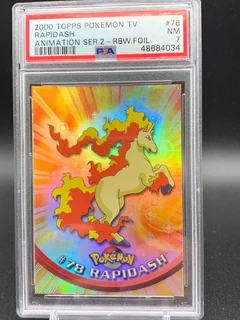 2000 TOPPS POKEMON TV #78
RAPIDASH NM
ANIMATION SER.2 - RBW.FOIL 7
PSA 48684034
POKéMON
#78 RAPIDASH